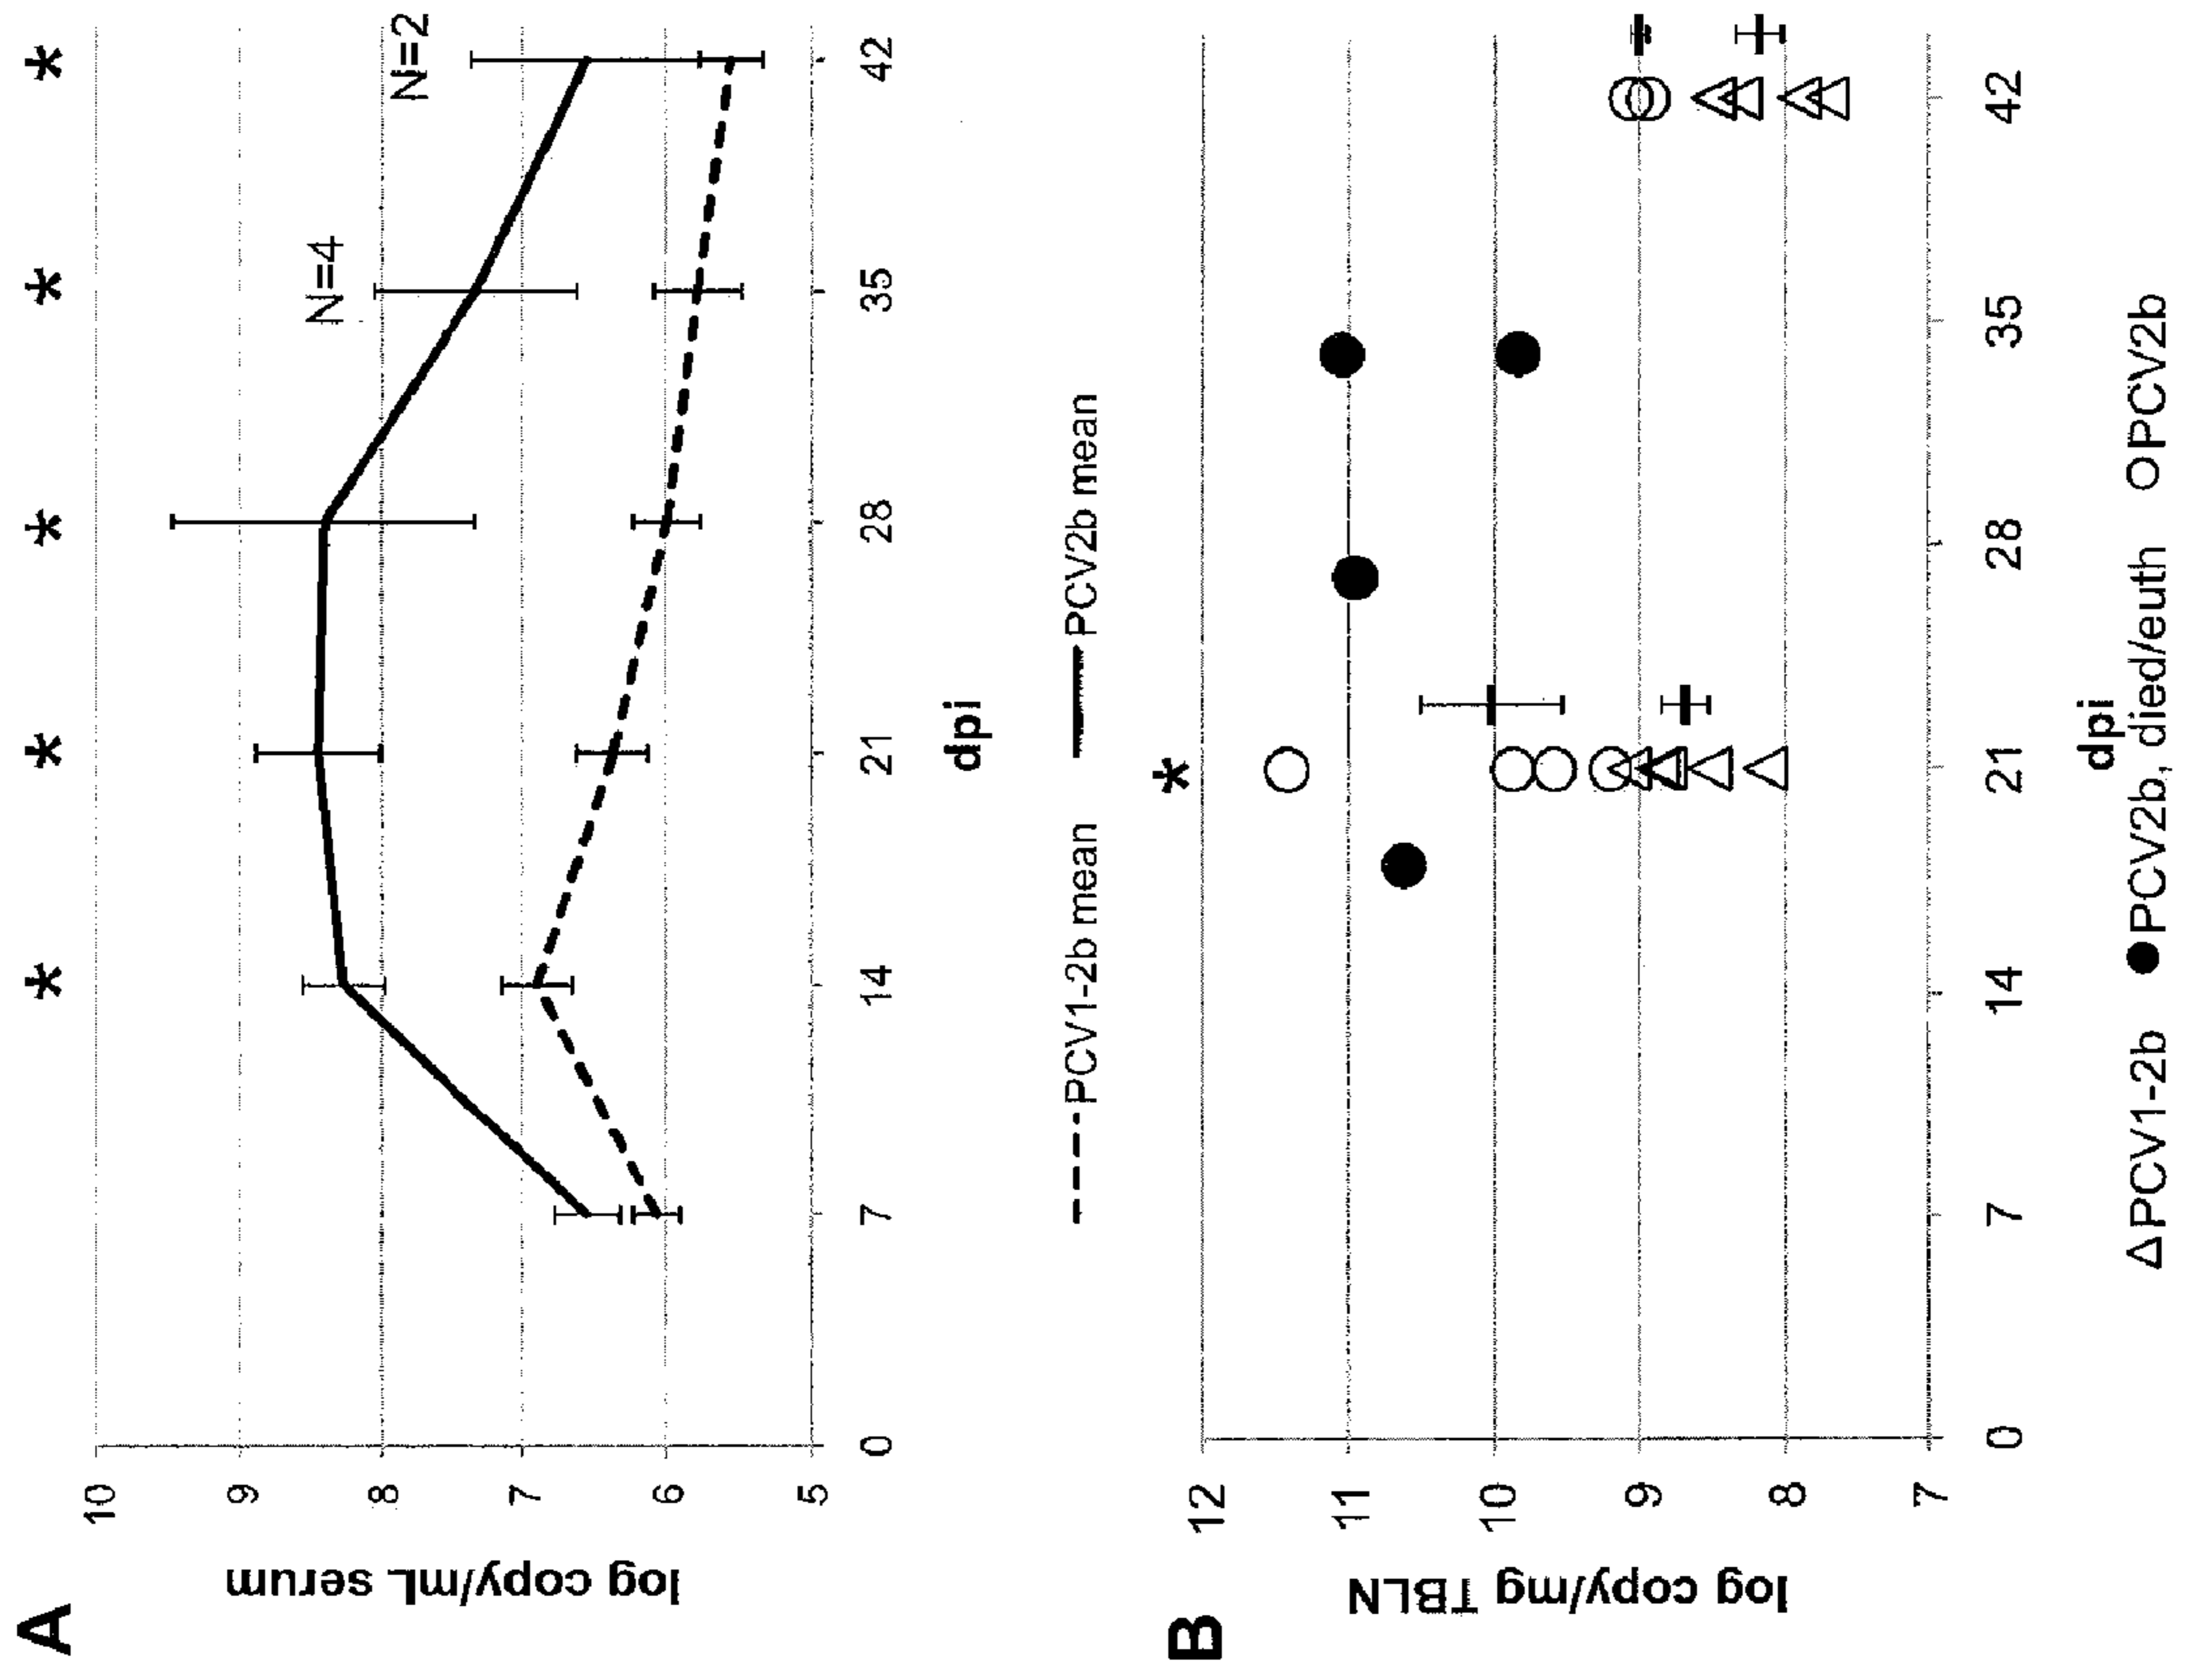 A
* * * * *
log copy/mL serum
10
9
8
7
6
5
N=4
N=2
0 7 14 21 28 35 42
dpi
PCV1-2b mean PCV2b mean
B
*
log copy/mg TBLN
12
11
10
9
8
7
0 7 14 21 28 35 42
dpi
PCV1-2b PCV2b, died/euth PCV2b